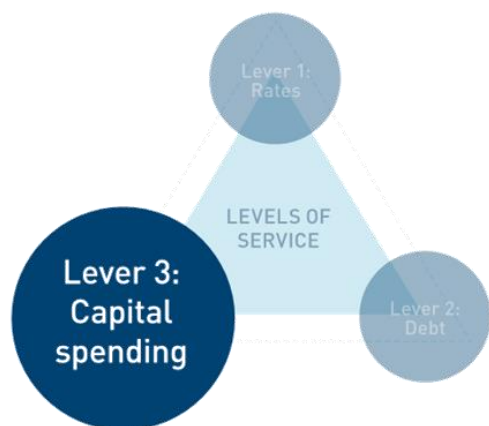 Lever 1:
Rates
LEVELS OF
SERVICE
Lever 3:
Capital
spending
Lever 2:
Debt